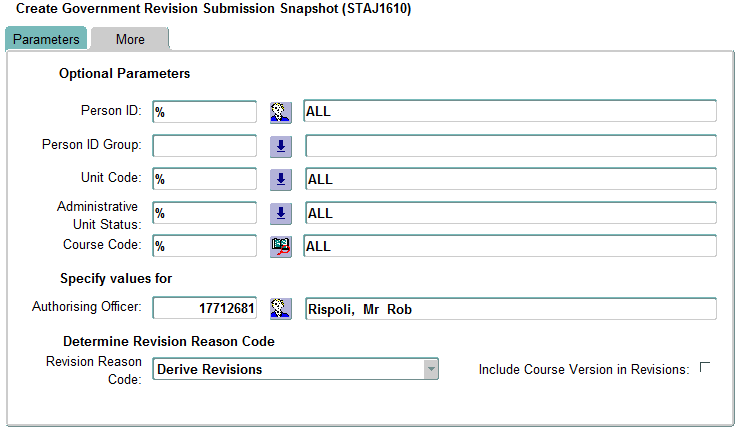 Create Government Revision Submission Snapshot (STAJ1610)
Parameters More
Optional Parameters
Person ID: % ALL
Person ID Group:
Unit Code: % ALL
Administrative
Unit Status: % ALL
Course Code: % ALL
Specify values for
Authorising Officer: 17712681 Rispoli, Mr Rob
Determine Revision Reason Code
Revision Reason
Code: Derive Revisions Include Course Version in Revisions: